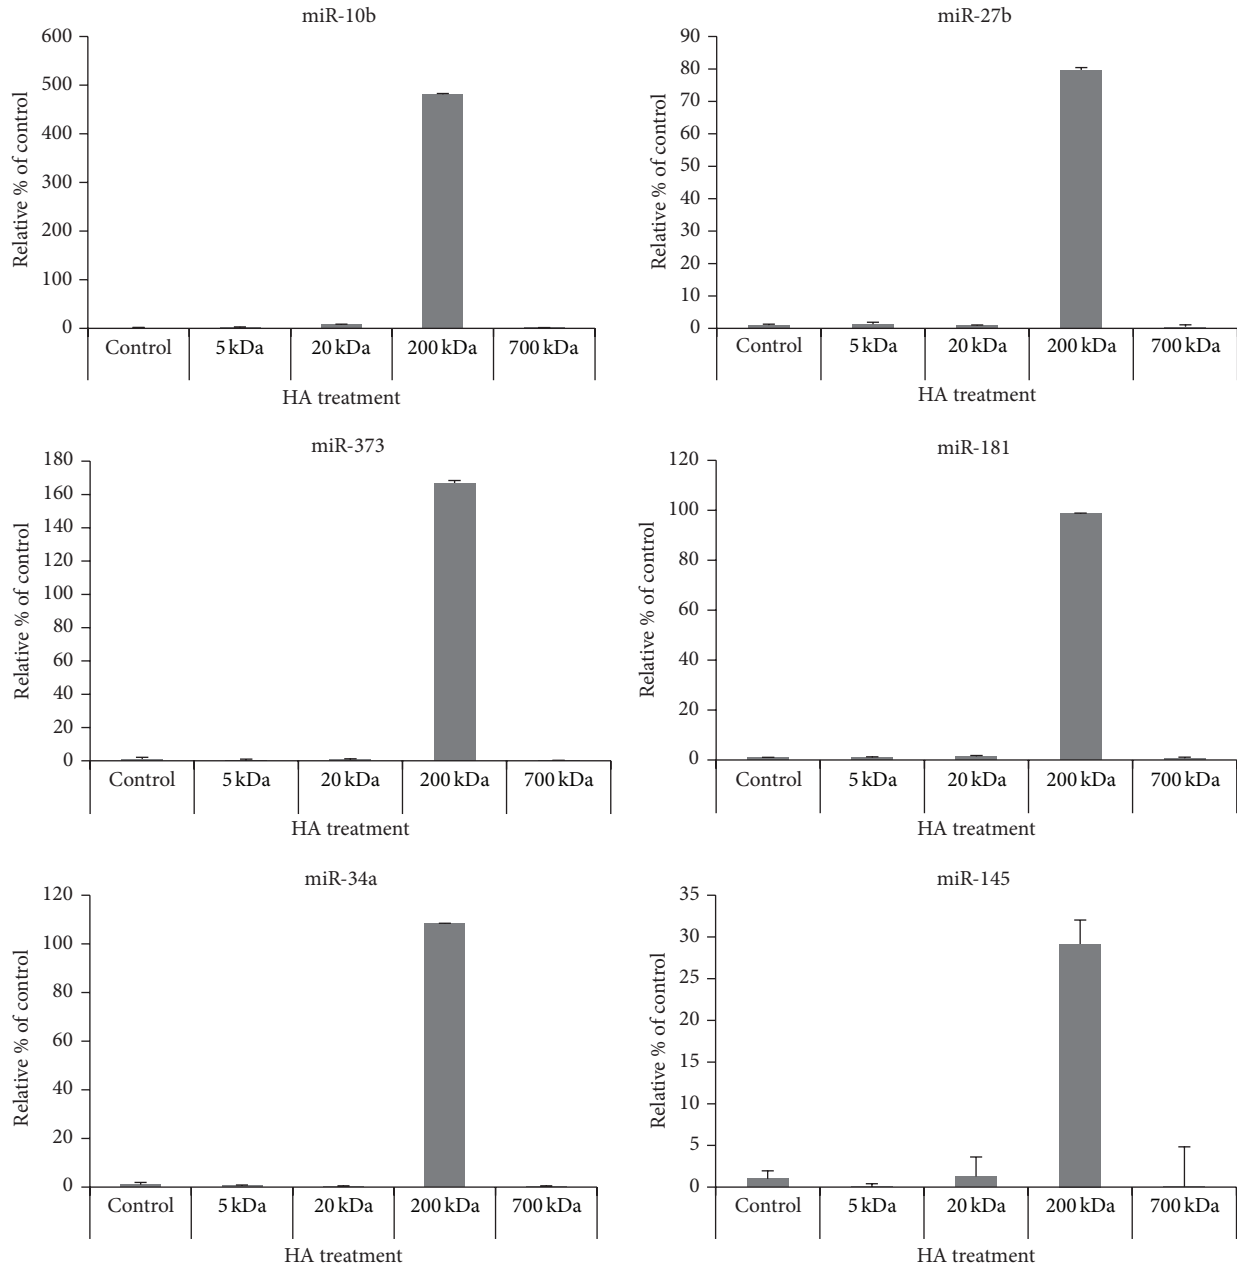 miR-10b
Relative % of control
600
500
400
300
200
100
0
Control 5 kDa 20 kDa 200 kDa 700 kDa
HA treatment
miR-27b
Relative % of control
90
80
70
60
50
40
30
20
10
0
Control 5 kDa 20 kDa 200 kDa 700 kDa
HA treatment
miR-373
Relative % of control
180
160
140
120
100
80
60
40
20
0
Control 5 kDa 20 kDa 200 kDa 700 kDa
HA treatment
miR-181
Relative % of control
120
100
80
60
40
20
0
Control 5 kDa 20 kDa 200 kDa 700 kDa
HA treatment
miR-34a
Relative % of control
120
100
80
60
40
20
0
Control 5 kDa 20 kDa 200 kDa 700 kDa
HA treatment
miR-145
Relative % of control
35
30
25
20
15
10
5
0
Control 5 kDa 20 kDa 200 kDa 700 kDa
HA treatment